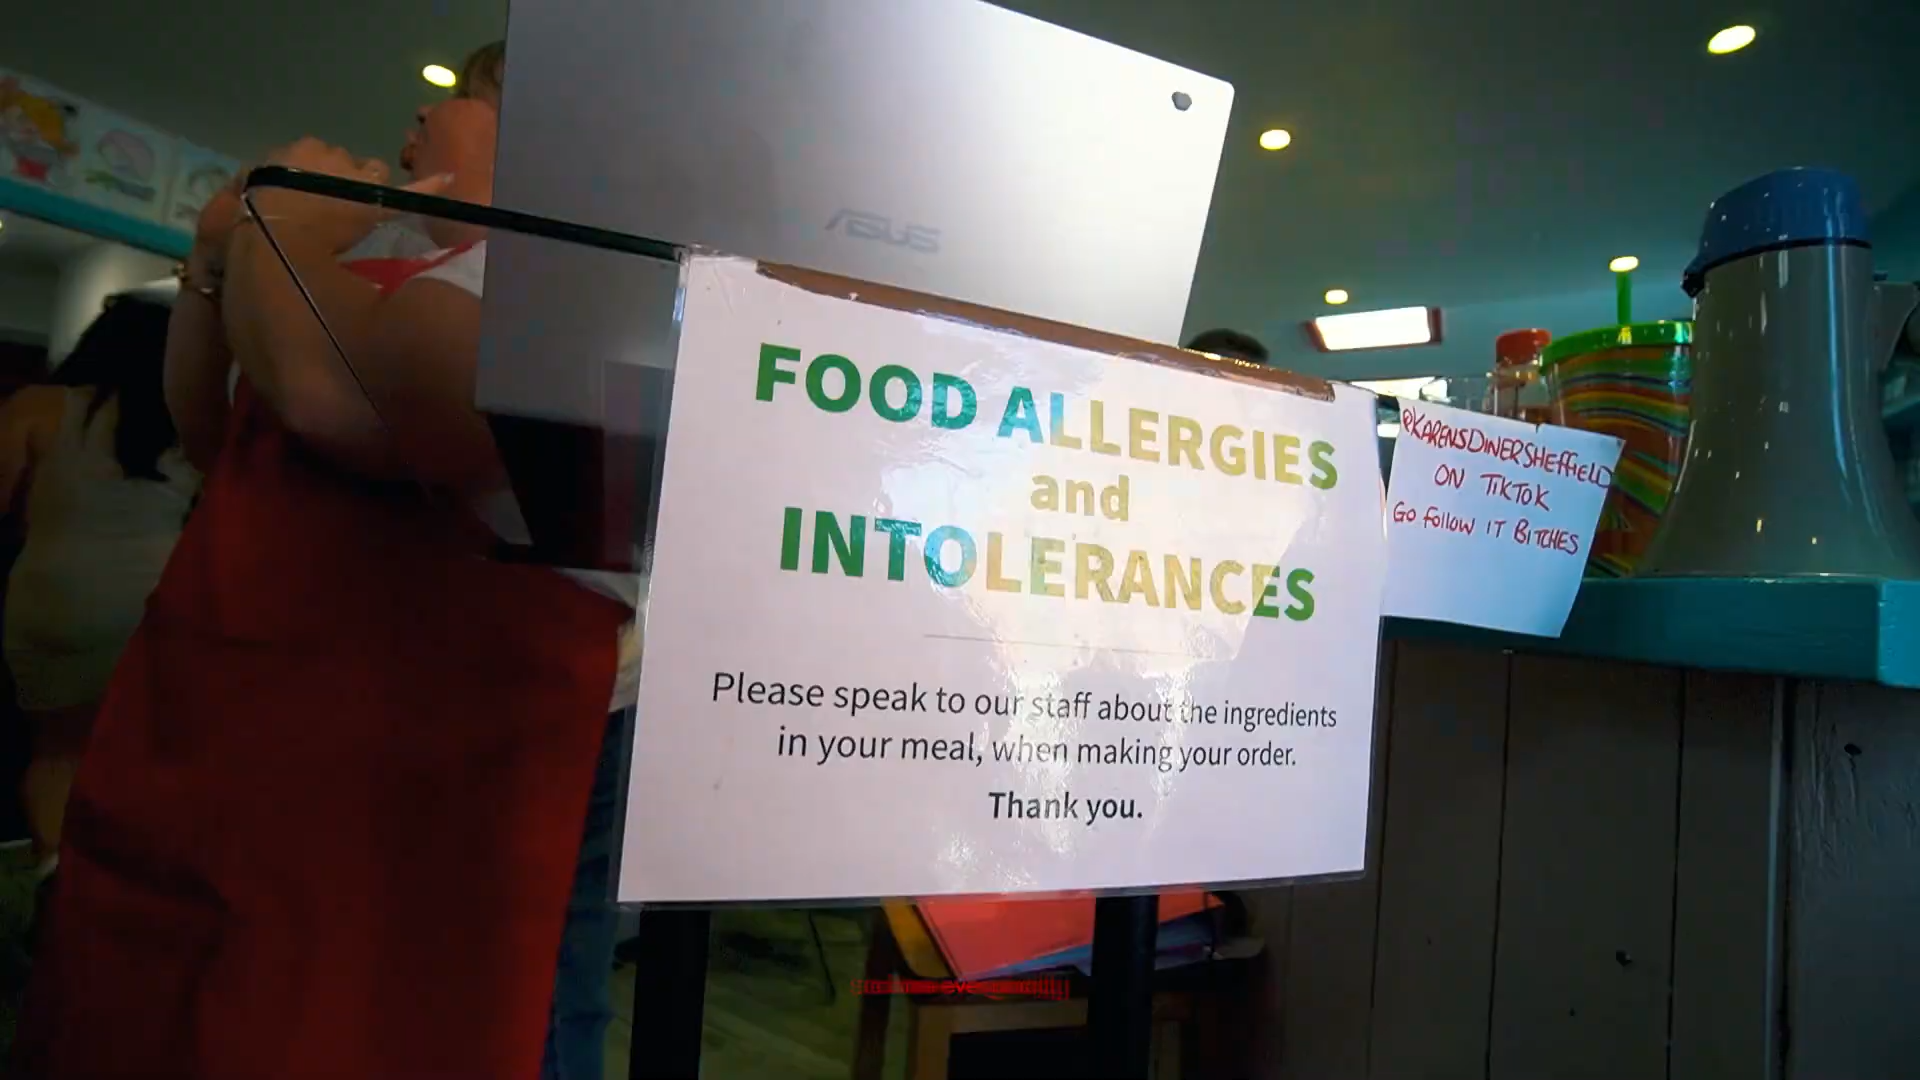 ASUS
FOOD ALLERGIES
and
INTOLERANCES
Please speak to our staff about the ingredients
in your meal, when making your order.
Thank you.
@KARENSDINERSHEFFIELD
ON TIKTOK
GO FOLLOW IT BITCHES